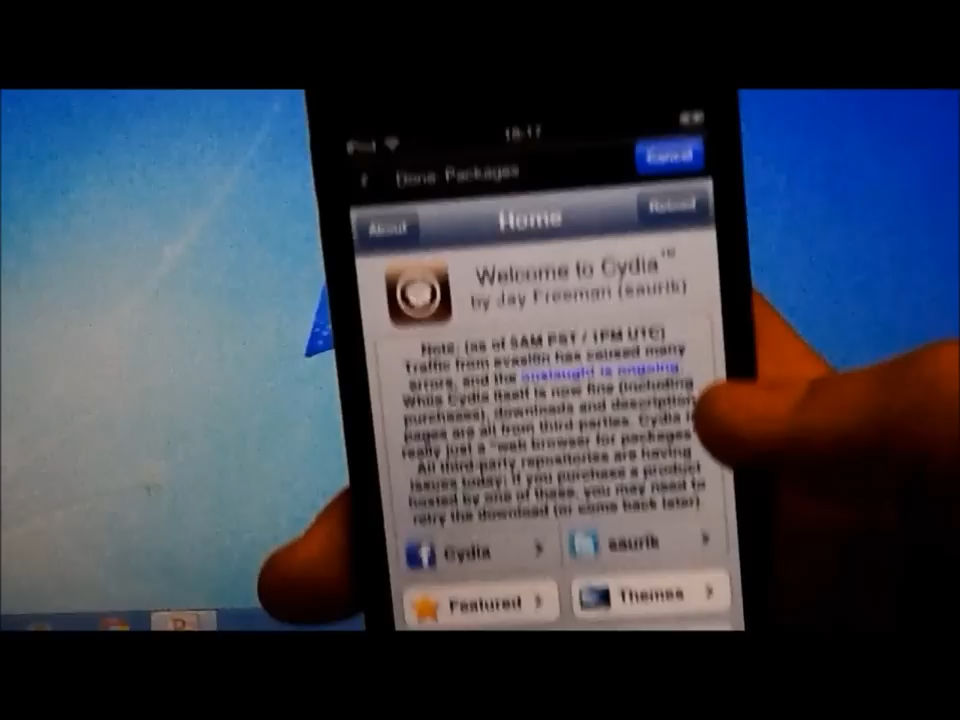 iPod 18:17
Done Packages Cancel
About Home Reload
Welcome to Cydia™
by Jay Freeman (saurik)
Note: (as of 9AM PST / 1PM UTC)
Traffic from evasi0n has caused many
errors, and the onslaught is ongoing.
While Cydia itself is now fine (including
purchases), downloads and description
pages are all from third parties. Cydia is
really just a "web browser for packages"
All third-party repositories are having
issues today: if you purchase a product
hosted by one of these, you may need to
retry the download (or come back later)
Cydia saurik
Featured Themes